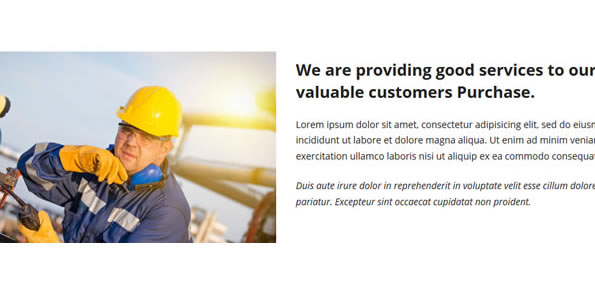 We are providing good services to our
valuable customers Purchase.
Lorem ipsum dolor sit amet, consectetur adipisicing elit, sed do eiusm
incididunt ut labore et dolore magna aliqua. Ut enim ad minim veniam
exercitation ullamco laboris nisi ut aliquip ex ea commodo consequat
Duis aute irure dolor in reprehenderit in voluptate velit esse cillum dolore
pariatur. Excepteur sint occaecat cupidatat non proident.